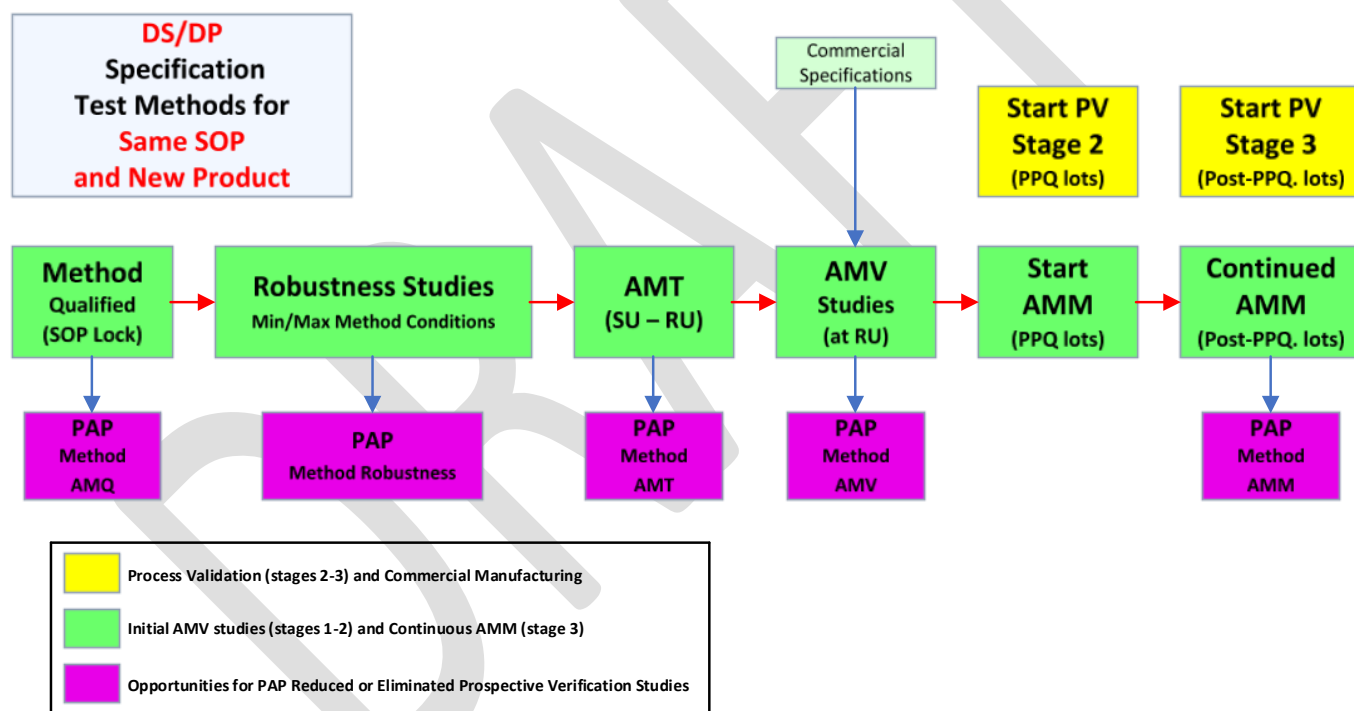 DS/DP
Specification
Test Methods for
Same SOP
and New Product
Commercial
Specifications
Start PV
Stage 2
(PPQ lots)
Start PV
Stage 3
(Post-PPQ. lots)
Method
Qualified
(SOP Lock)
Robustness Studies
Min/Max Method Conditions
AMT
(SU – RU)
AMV
Studies
(at RU)
Start
AMM
(PPQ lots)
Continued
AMM
(Post-PPQ. lots)
PAP
Method
AMQ
PAP
Method Robustness
PAP
Method
AMT
PAP
Method
AMV
PAP
Method
AMM
Process Validation (stages 2-3) and Commercial Manufacturing
Initial AMV studies (stages 1-2) and Continuous AMM (stage 3)
Opportunities for PAP Reduced or Eliminated Prospective Verification Studies